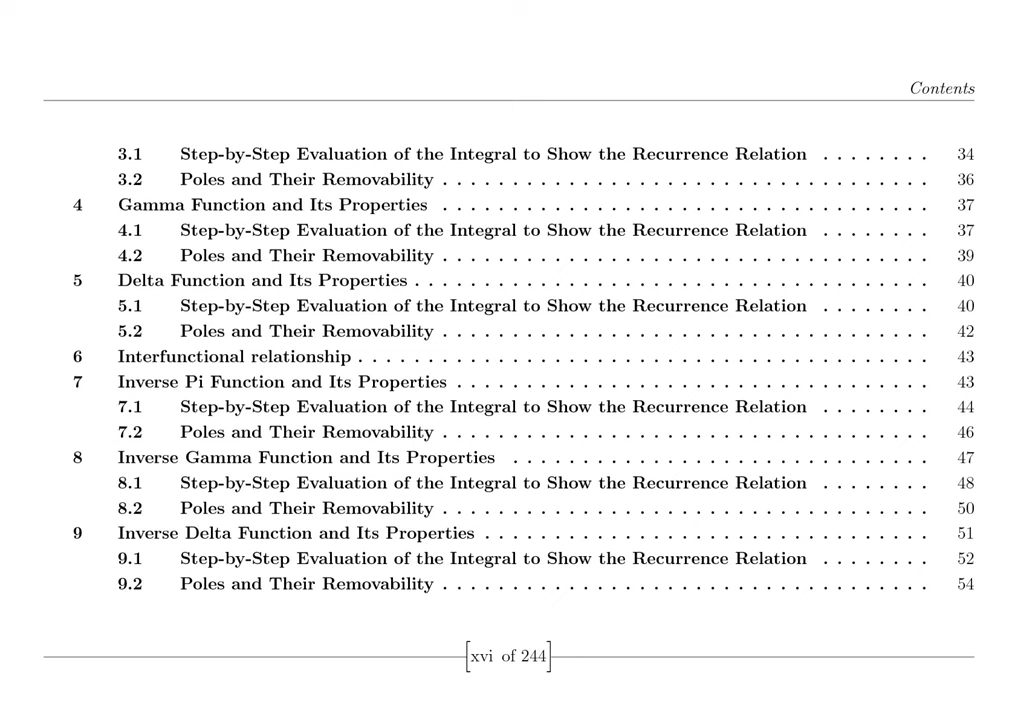 Contents
3.1 Step-by-Step Evaluation of the Integral to Show the Recurrence Relation . . . . . . . . 34
3.2 Poles and Their Removability . . . . . . . . . . . . . . . . . . . . . . . . . . . . . . . . . . . 36
4 Gamma Function and Its Properties . . . . . . . . . . . . . . . . . . . . . . . . . . . . . . . . . . . 37
4.1 Step-by-Step Evaluation of the Integral to Show the Recurrence Relation . . . . . . . . 37
4.2 Poles and Their Removability . . . . . . . . . . . . . . . . . . . . . . . . . . . . . . . . . . . 39
5 Delta Function and Its Properties . . . . . . . . . . . . . . . . . . . . . . . . . . . . . . . . . . . . . 40
5.1 Step-by-Step Evaluation of the Integral to Show the Recurrence Relation . . . . . . . . 40
5.2 Poles and Their Removability . . . . . . . . . . . . . . . . . . . . . . . . . . . . . . . . . . . 42
6 Interfunctional relationship . . . . . . . . . . . . . . . . . . . . . . . . . . . . . . . . . . . . . . . . . 43
7 Inverse Pi Function and Its Properties . . . . . . . . . . . . . . . . . . . . . . . . . . . . . . . . . . 43
7.1 Step-by-Step Evaluation of the Integral to Show the Recurrence Relation . . . . . . . . 44
7.2 Poles and Their Removability . . . . . . . . . . . . . . . . . . . . . . . . . . . . . . . . . . . 46
8 Inverse Gamma Function and Its Properties . . . . . . . . . . . . . . . . . . . . . . . . . . . . . . 47
8.1 Step-by-Step Evaluation of the Integral to Show the Recurrence Relation . . . . . . . . 48
8.2 Poles and Their Removability . . . . . . . . . . . . . . . . . . . . . . . . . . . . . . . . . . . 50
9 Inverse Delta Function and Its Properties . . . . . . . . . . . . . . . . . . . . . . . . . . . . . . . . 51
9.1 Step-by-Step Evaluation of the Integral to Show the Recurrence Relation . . . . . . . . 52
9.2 Poles and Their Removability . . . . . . . . . . . . . . . . . . . . . . . . . . . . . . . . . . . 54
[xvi of 244]